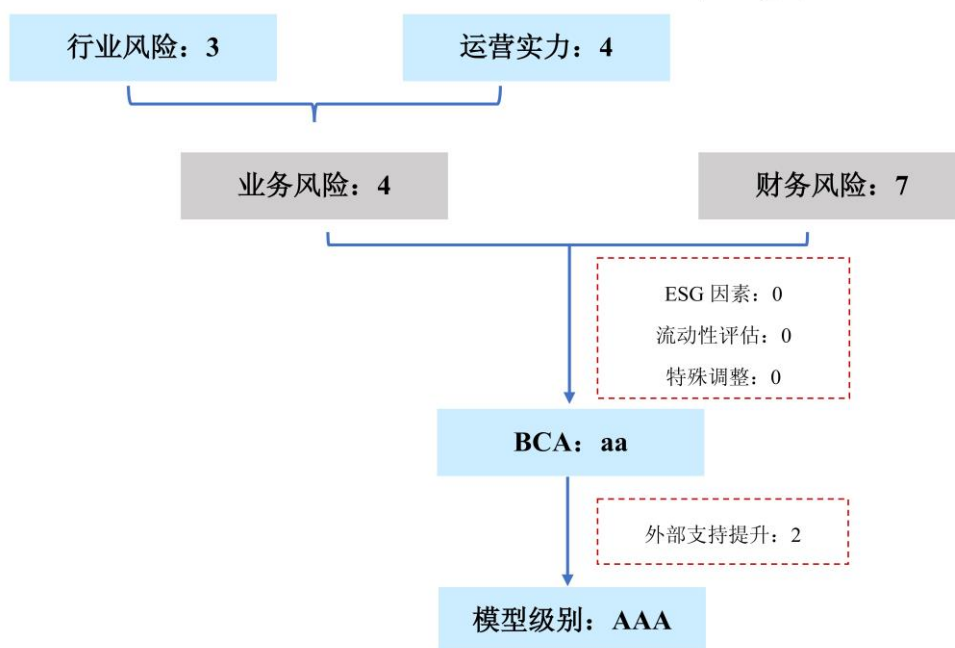 行业风险：3
运营实力：4
业务风险：4
财务风险：7
ESG 因素：0
流动性评估：0
特殊调整：0
BCA：aa
外部支持提升：2
模型级别：AAA